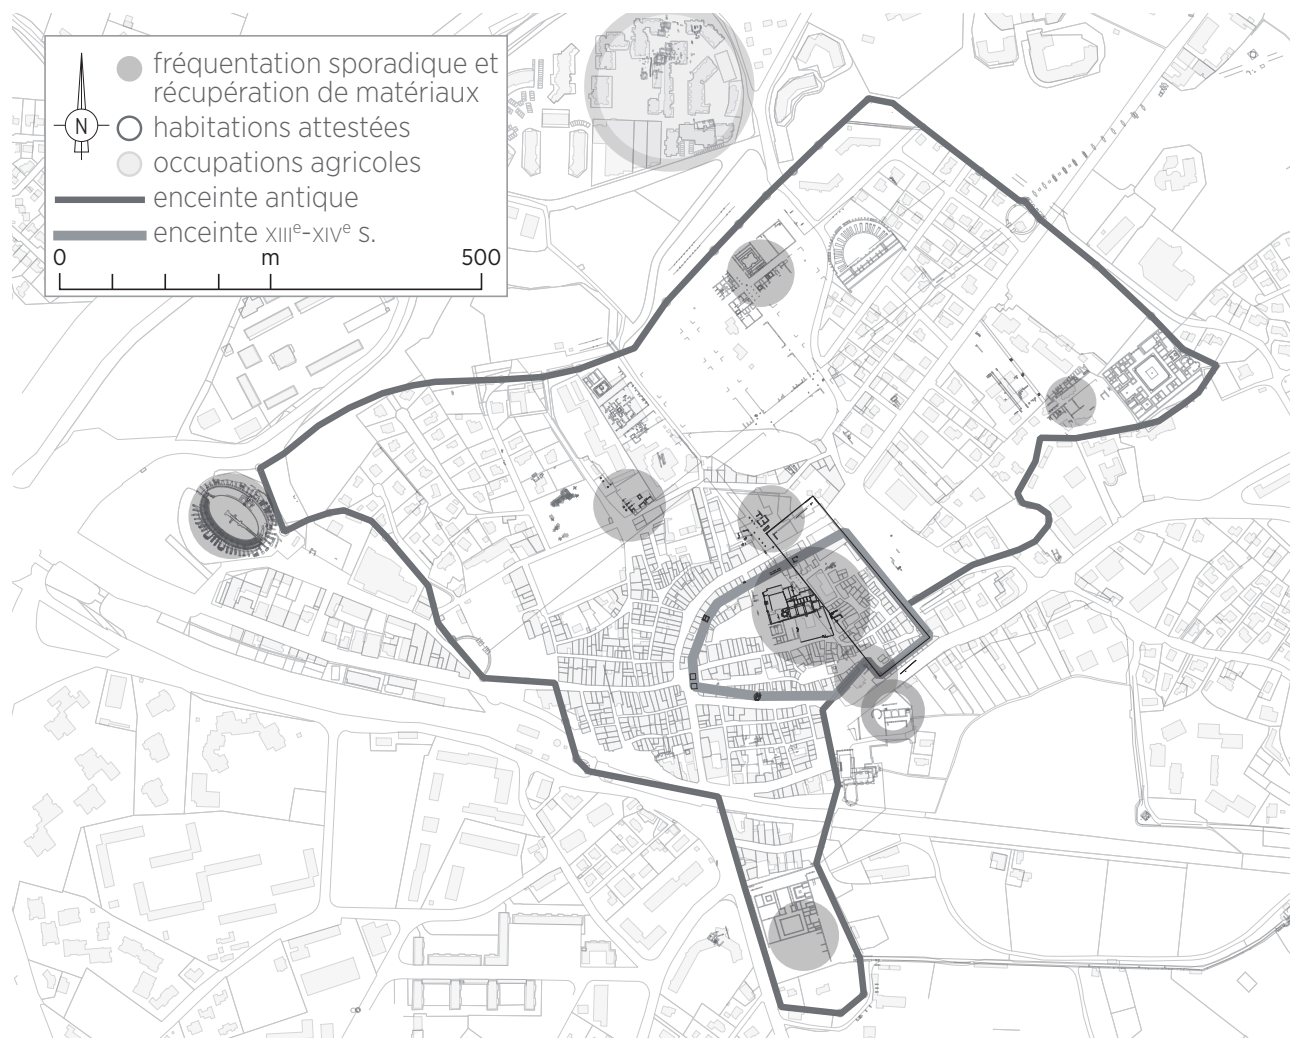 fréquentation sporadique et
récupération de matériaux
N
habitations attestées
occupations agricoles
enceinte antique
enceinte XIIIᵉ-XIVᵉ s.
0 m 500